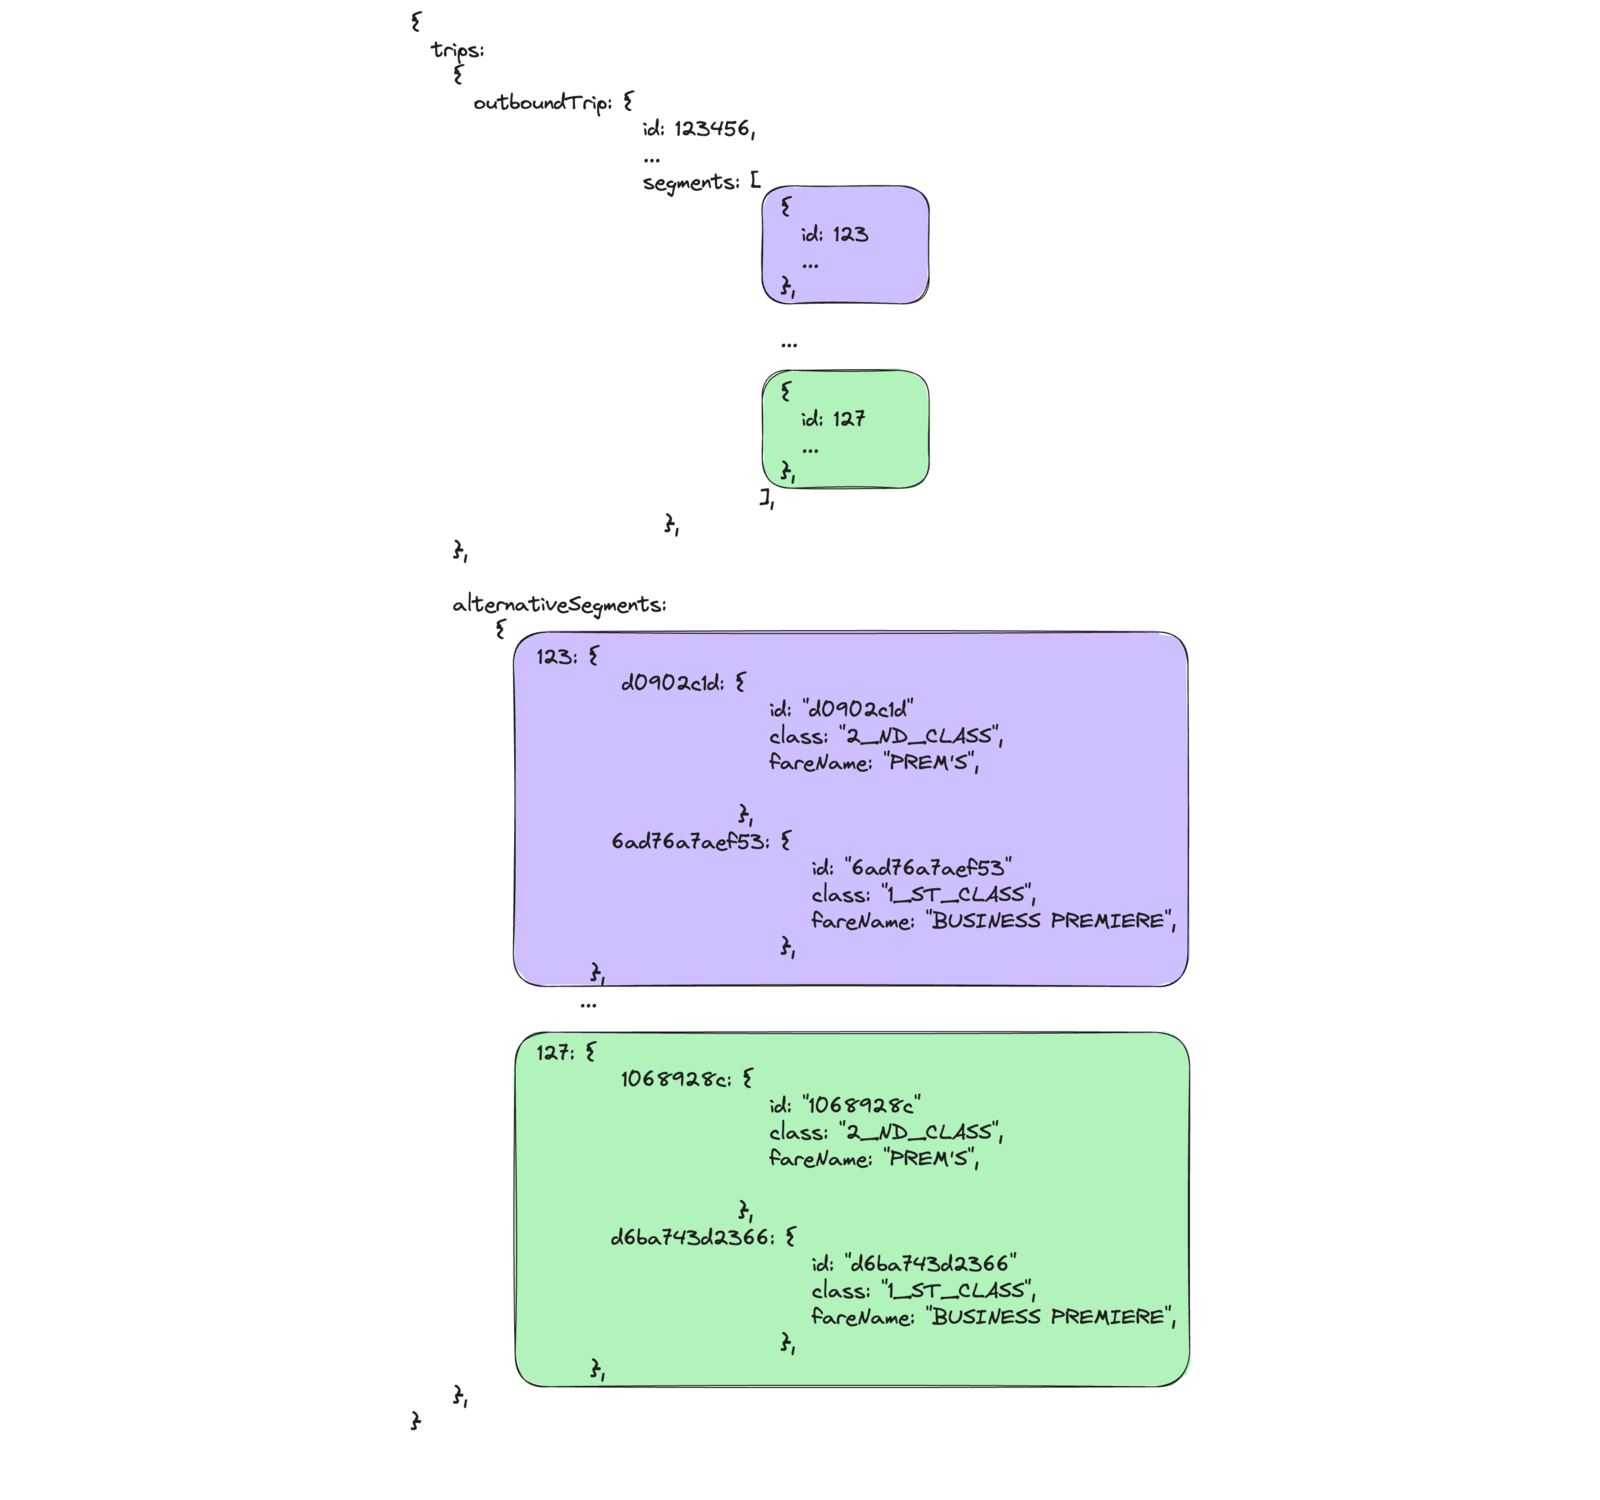 {
trips:
{
outboundTrip: {
id: 123456,
...
segments: [
{
id: 123
...
},
...
{
id: 127
...
},
],
},
},
alternativeSegments:
{
123: {
d0902c1d: {
id: "d0902c1d"
class: "2_ND_CLASS",
fareName: "PREM'S",
},
6ad76a7aef53: {
id: "6ad76a7aef53"
class: "1_ST_CLASS",
fareName: "BUSINESS PREMIERE",
},
},
...
127: {
1068928c: {
id: "1068928c"
class: "2_ND_CLASS",
fareName: "PREM'S",
},
d6ba743d2366: {
id: "d6ba743d2366"
class: "1_ST_CLASS",
fareName: "BUSINESS PREMIERE",
},
},
},
}